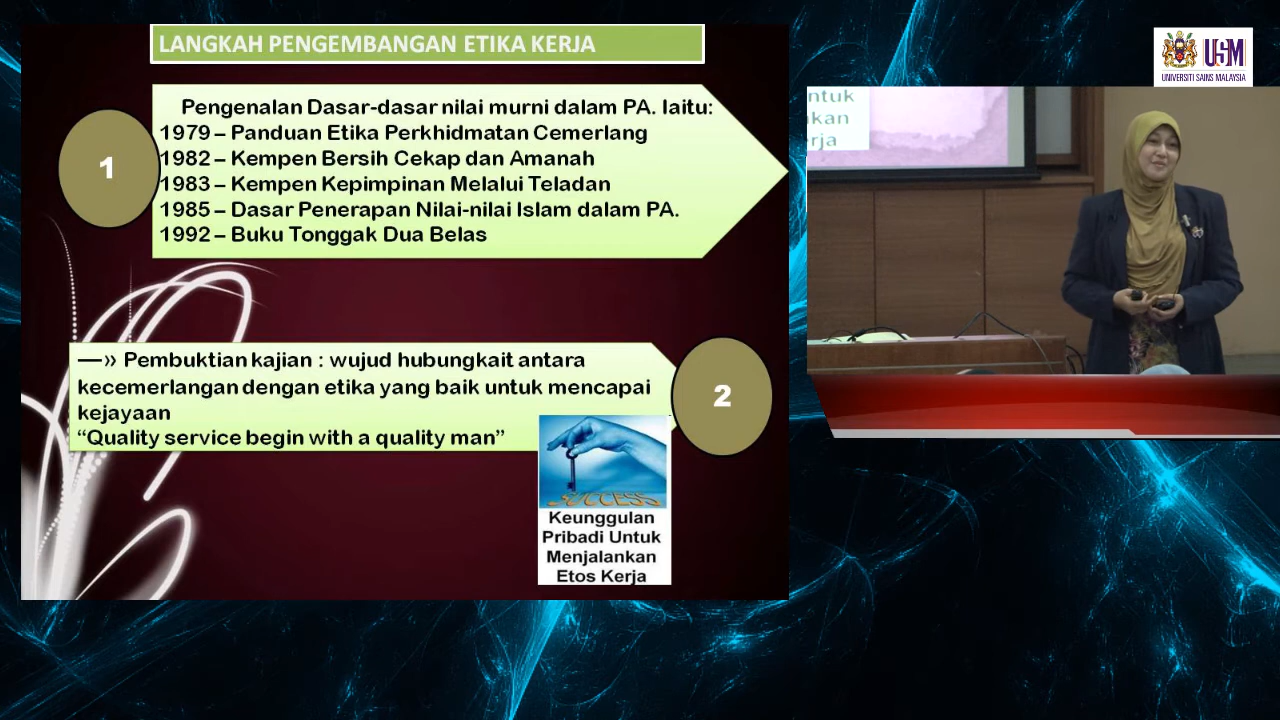 LANGKAH PENGEMBANGAN ETIKA KERJA
Pengenalan Dasar-dasar nilai murni dalam PA. Iaitu:
1979 – Panduan Etika Perkhidmatan Cemerlang
1982 – Kempen Bersih Cekap dan Amanah
1983 – Kempen Kepimpinan Melalui Teladan
1985 – Dasar Penerapan Nilai-nilai Islam dalam PA.
1992 – Buku Tonggak Dua Belas
1
—» Pembuktian kajian : wujud hubungkait antara
kecemerlangan dengan etika yang baik untuk mencapai
kejayaan
“Quality service begin with a quality man”
2
SUCCESS
Keunggulan
Pribadi Untuk
Menjalankan
Etos Kerja
USM
UNIVERSITI SAINS MALAYSIA
ntuk
kan
rja